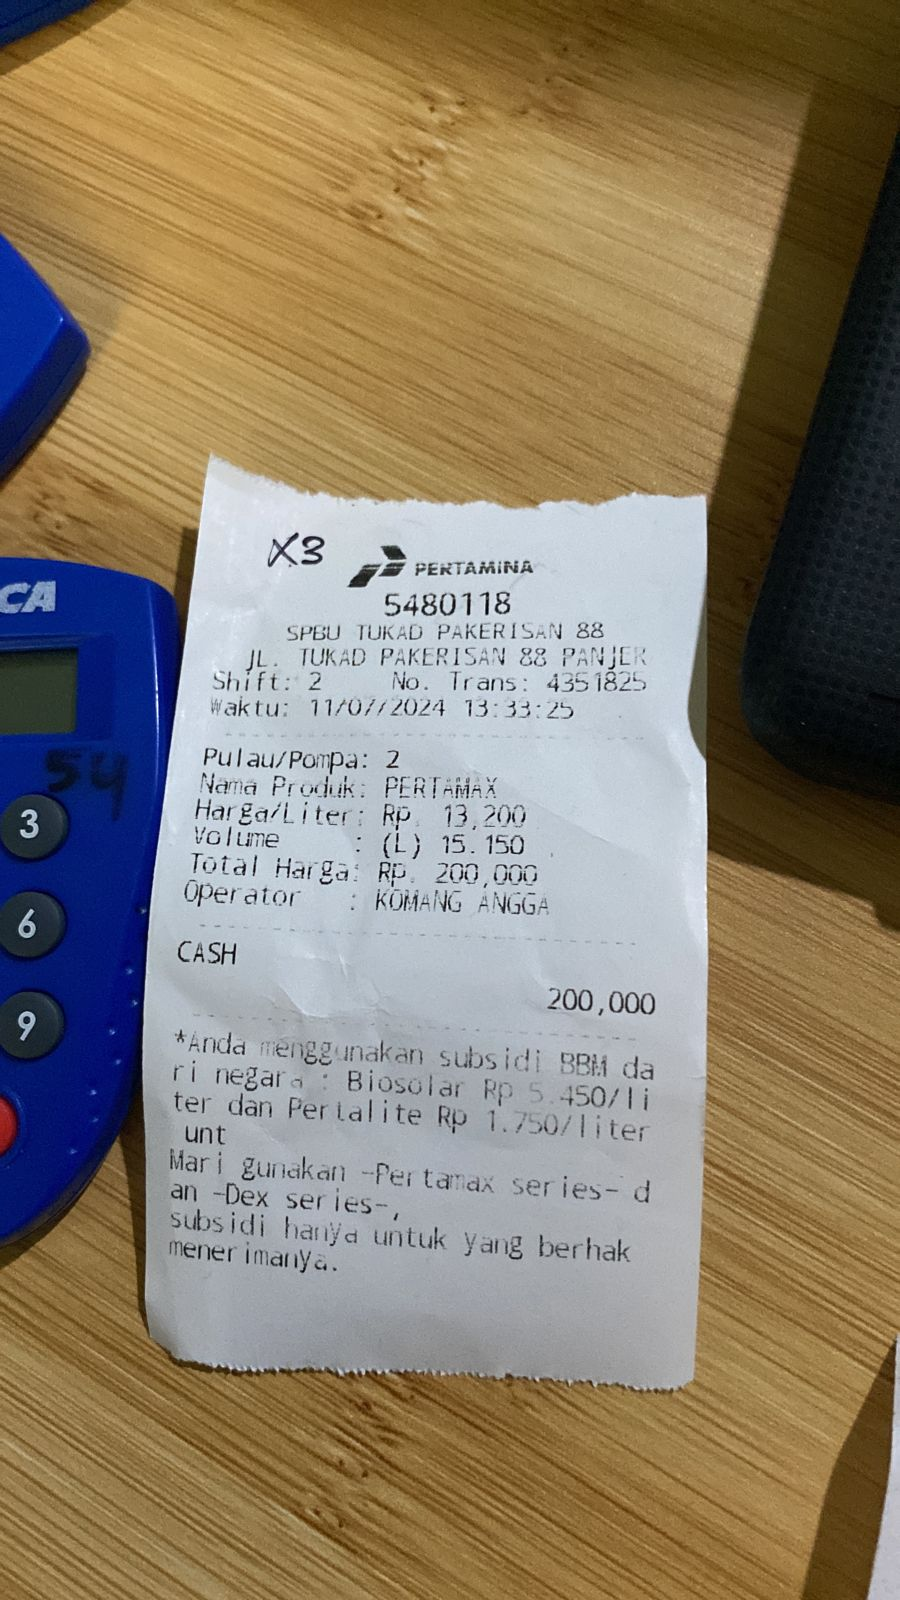 X3
PERTAMINA
5480118
SPBU TUKAD PAKERISAN 88
JL. TUKAD PAKERISAN 88 PANJER
Shift: 2 No. Trans: 4351825
Waktu: 11/07/2024 13:33:25
Pulau/Pompa: 2
Nama Produk: PERTAMAX
Harga/Liter: Rp. 13,200
Volume : (L) 15.150
Total Harga: Rp. 200,000
Operator : KOMANG ANGGA
CASH
200,000
*Anda menggunakan subsidi BBM da
ri negara : Biosolar Rp 5.450/li
ter dan Pertalite Rp 1.750/liter
unt
Mari gunakan -Pertamax series- d
an -Dex series-,
subsidi hanya untuk yang berhak
menerimanya.
CA
54
3
6
9